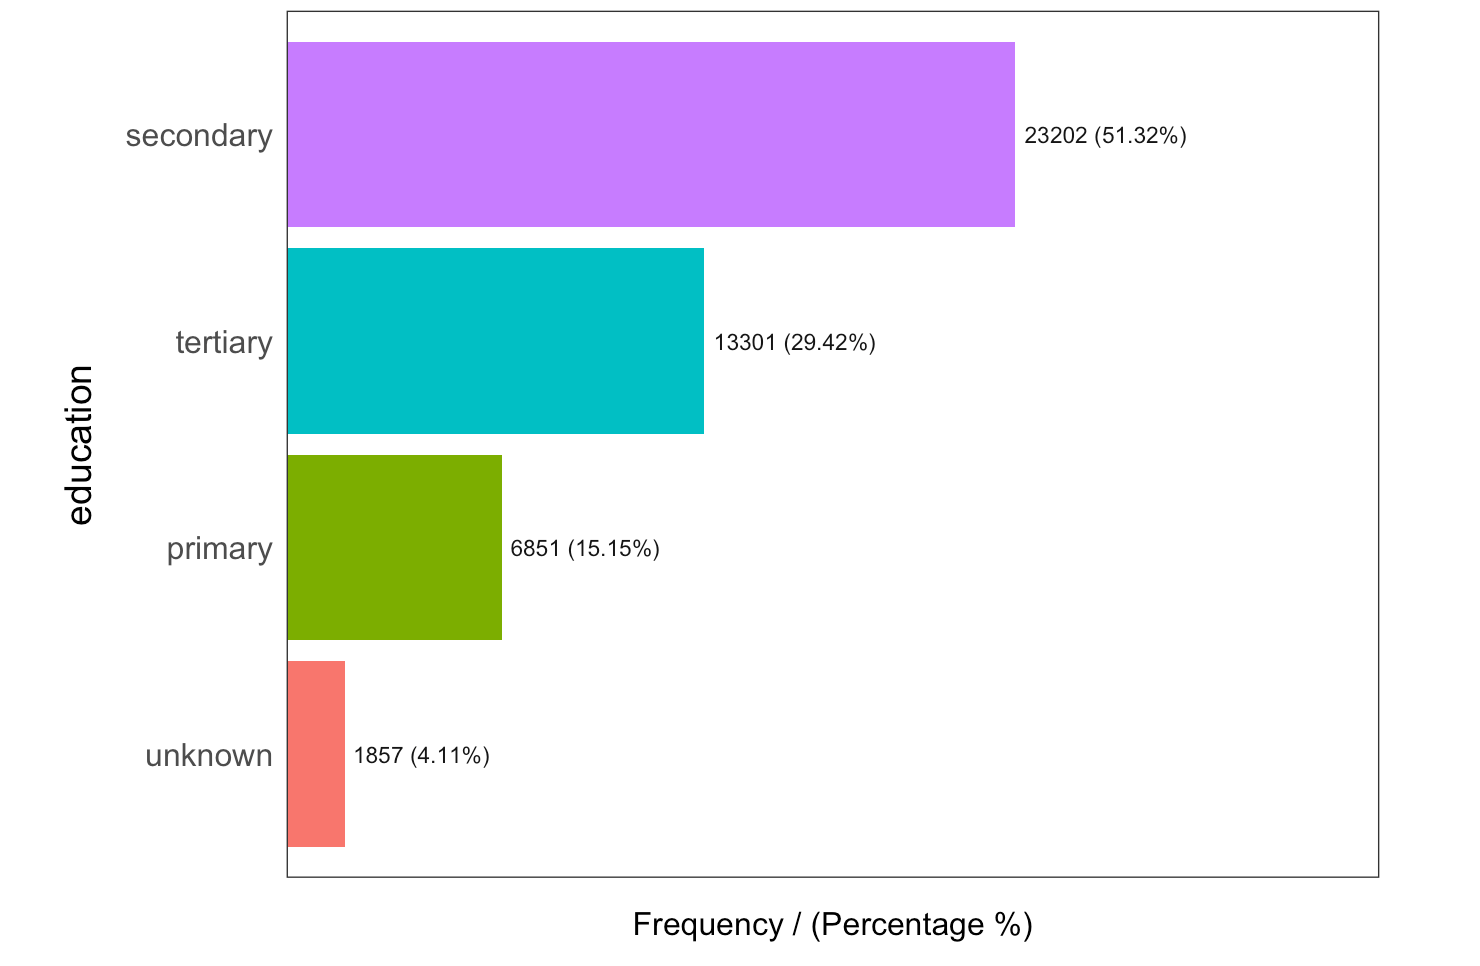 secondary
23202 (51.32%)
tertiary
13301 (29.42%)
education
primary
6851 (15.15%)
unknown
1857 (4.11%)
Frequency / (Percentage %)